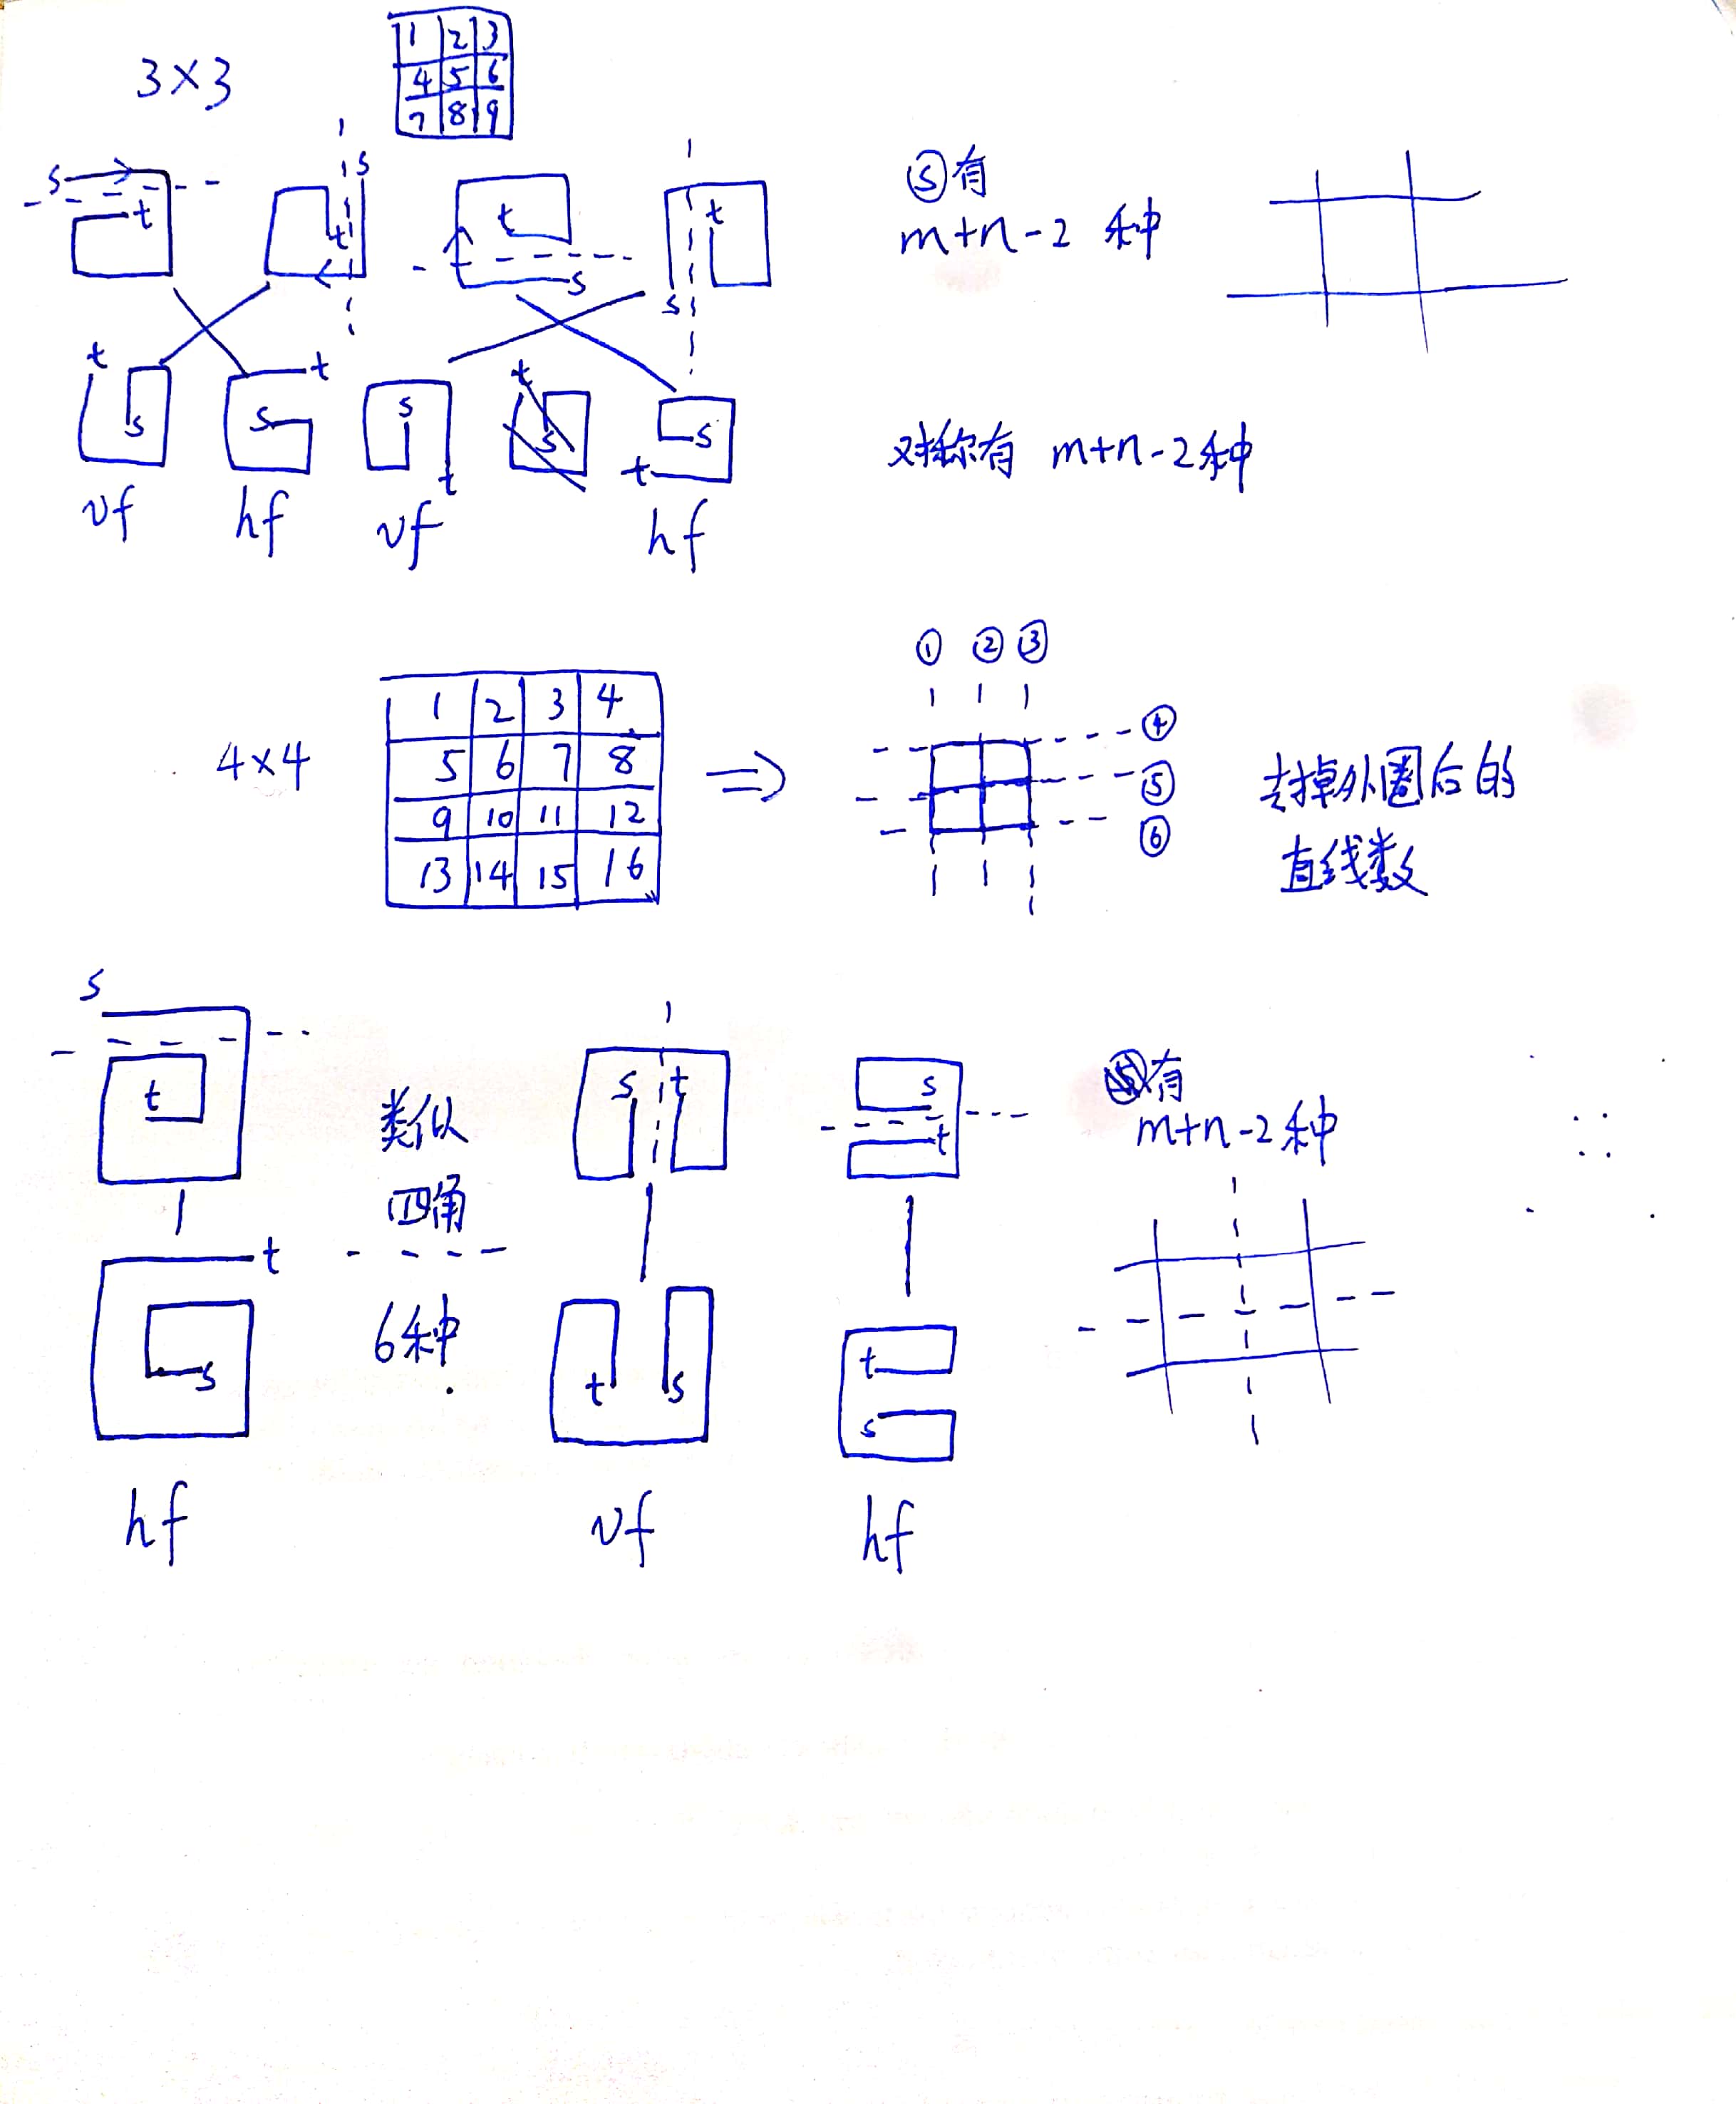 3×3
1 2 3
4 5 6
7 8 9
s t
s t
t s
t s
Ⓢ有
m+n-2 种
t s
s t
s t
t s
s t
对称有 m+n-2种
vf hf vf hf
4×4
1 2 3 4
5 6 7 8
9 10 11 12
13 14 15 16
⇒
① ② ③
④
⑤
⑥
去掉外圈后的
直线数
s
t
类似
四角
6种
s t
s
t
有
m+n-2种
t
s
t s
t
s
hf vf hf